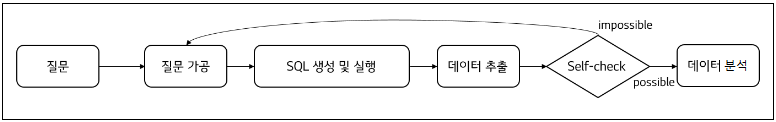 impossible
질문
질문 가공
SQL 생성 및 실행
데이터 추출
Self-check
possible
데이터 분석